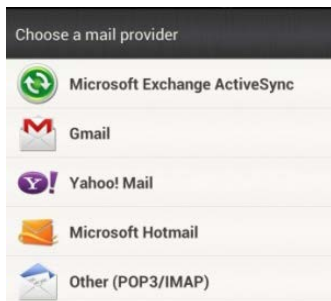 Choose a mail provider
Microsoft Exchange ActiveSync
Gmail
Yahoo! Mail
Microsoft Hotmail
Other (POP3/IMAP)